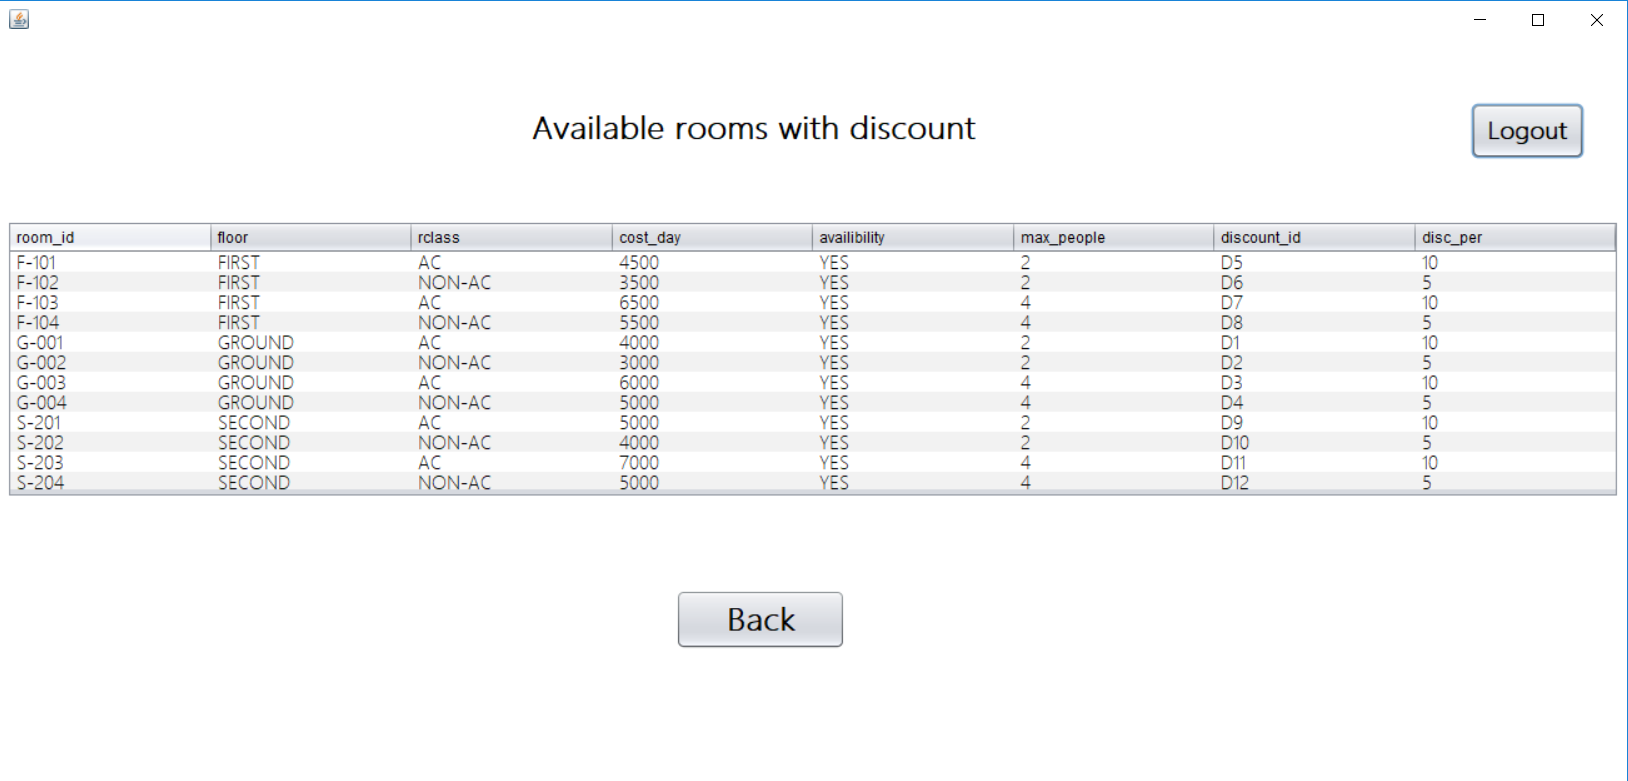 Available rooms with discount
Logout
room_id floor rclass cost_day availibility max_people discount_id disc_per
F-101 FIRST AC 4500 YES 2 D5 10
F-102 FIRST NON-AC 3500 YES 2 D6 5
F-103 FIRST AC 6500 YES 4 D7 10
F-104 FIRST NON-AC 5500 YES 4 D8 5
G-001 GROUND AC 4000 YES 2 D1 10
G-002 GROUND NON-AC 3000 YES 2 D2 5
G-003 GROUND AC 6000 YES 4 D3 10
G-004 GROUND NON-AC 5000 YES 4 D4 5
S-201 SECOND AC 5000 YES 2 D9 10
S-202 SECOND NON-AC 4000 YES 2 D10 5
S-203 SECOND AC 7000 YES 4 D11 10
S-204 SECOND NON-AC 5000 YES 4 D12 5
Back